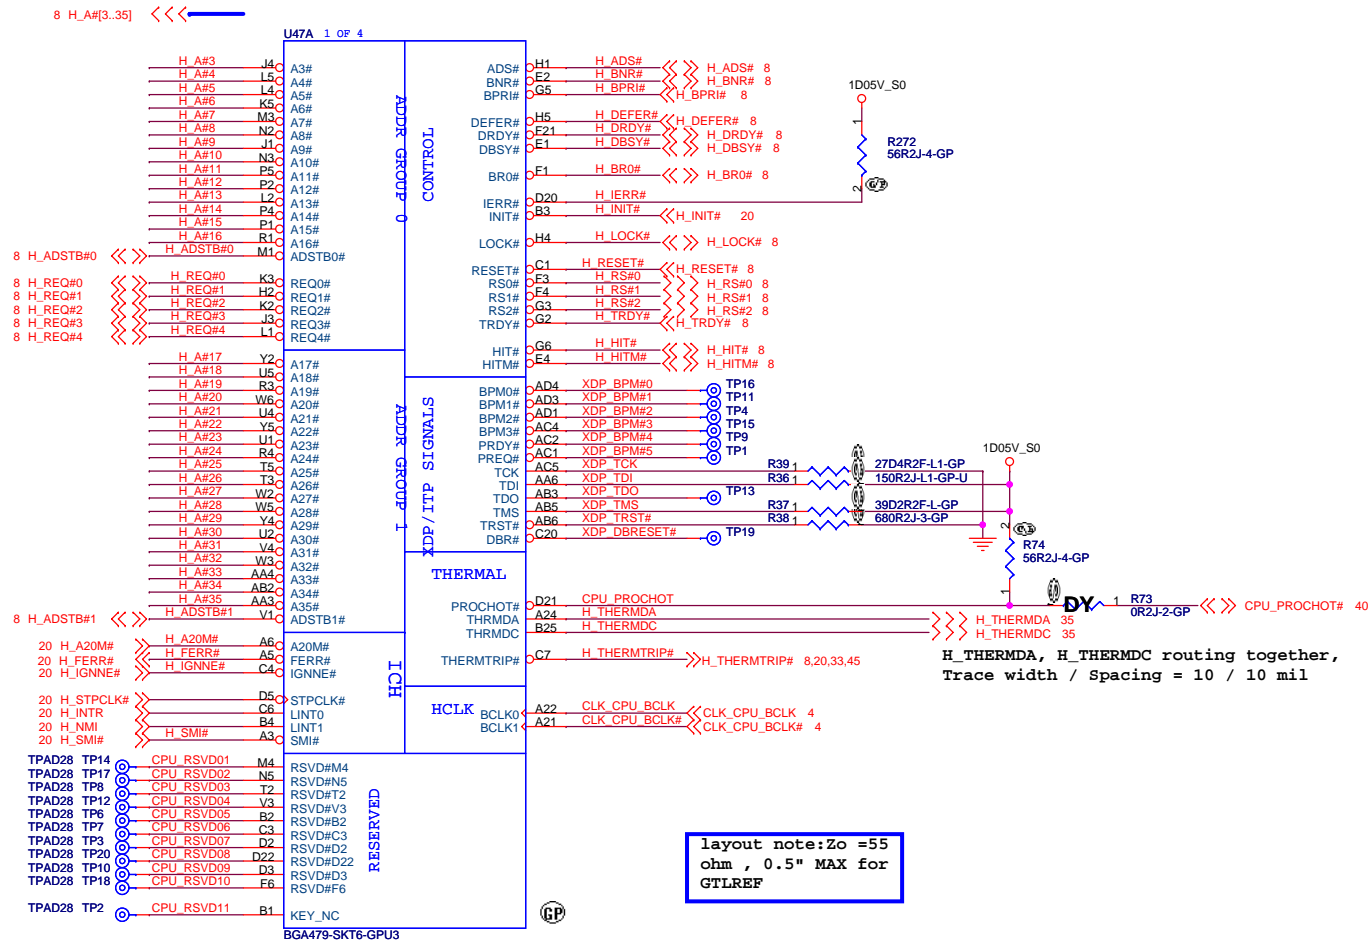 8 H_A#[3..35]
U47A 1 OF 4
H_A#3 J4 A3#
H_A#4 L5 A4#
H_A#5 L4 A5#
H_A#6 K5 A6#
H_A#7 M3 A7#
H_A#8 N2 A8#
H_A#9 J1 A9#
H_A#10 N3 A10#
H_A#11 P5 A11#
H_A#12 P2 A12#
H_A#13 L2 A13#
H_A#14 P4 A14#
H_A#15 P1 A15#
H_A#16 R1 A16#
8 H_ADSTB#0 H_ADSTB#0 M1 ADSTB0#
8 H_REQ#0 H_REQ#0 K3 REQ0#
8 H_REQ#1 H_REQ#1 H2 REQ1#
8 H_REQ#2 H_REQ#2 K2 REQ2#
8 H_REQ#3 H_REQ#3 J3 REQ3#
8 H_REQ#4 H_REQ#4 L1 REQ4#
ADDR GROUP 0
H_A#17 Y2 A17#
H_A#18 U5 A18#
H_A#19 R3 A19#
H_A#20 W6 A20#
H_A#21 U4 A21#
H_A#22 Y5 A22#
H_A#23 U1 A23#
H_A#24 R4 A24#
H_A#25 T5 A25#
H_A#26 T3 A26#
H_A#27 W2 A27#
H_A#28 W5 A28#
H_A#29 Y4 A29#
H_A#30 U2 A30#
H_A#31 V4 A31#
H_A#32 W3 A32#
H_A#33 AA4 A33#
H_A#34 AB2 A34#
H_A#35 AA3 A35#
8 H_ADSTB#1 H_ADSTB#1 V1 ADSTB1#
ADDR GROUP 1
20 H_A20M# H_A20M# A6 A20M#
20 H_FERR# H_FERR# A5 FERR#
20 H_IGNNE# H_IGNNE# C4 IGNNE#
20 H_STPCLK# D5 STPCLK#
20 H_INTR C6 LINT0
20 H_NMI B4 LINT1
20 H_SMI# H_SMI# A3 SMI#
ICH
TPAD28 TP14 CPU_RSVD01 M4 RSVD#M4
TPAD28 TP17 CPU_RSVD02 N5 RSVD#N5
TPAD28 TP8 CPU_RSVD03 T2 RSVD#T2
TPAD28 TP12 CPU_RSVD04 V3 RSVD#V3
TPAD28 TP6 CPU_RSVD05 B2 RSVD#B2
TPAD28 TP7 CPU_RSVD06 C3 RSVD#C3
TPAD28 TP3 CPU_RSVD07 D2 RSVD#D2
TPAD28 TP20 CPU_RSVD08 D22 RSVD#D22
TPAD28 TP10 CPU_RSVD09 D3 RSVD#D3
TPAD28 TP18 CPU_RSVD10 F6 RSVD#F6
TPAD28 TP2 CPU_RSVD11 B1 KEY_NC
RESERVED
BGA479-SKT6-GPU3
CONTROL
ADS# H1 H_ADS# H_ADS# 8
BNR# E2 H_BNR# H_BNR# 8
BPRI# G5 H_BPRI# H_BPRI# 8
DEFER# H5 H_DEFER# H_DEFER# 8
DRDY# F21 H_DRDY# H_DRDY# 8
DBSY# E1 H_DBSY# H_DBSY# 8
BR0# F1 H_BR0# H_BR0# 8
IERR# D20 H_IERR#
INIT# B3 H_INIT# H_INIT# 20
LOCK# H4 H_LOCK# H_LOCK# 8
RESET# C1 H_RESET# H_RESET# 8
RS0# F3 H_RS#0 H_RS#0 8
RS1# F4 H_RS#1 H_RS#1 8
RS2# G3 H_RS#2 H_RS#2 8
TRDY# G2 H_TRDY# H_TRDY# 8
HIT# G6 H_HIT# H_HIT# 8
HITM# E4 H_HITM# H_HITM# 8
1D05V_S0
1
R272
56R2J-4-GP
2
XDP/ITP SIGNALS
BPM0# AD4 XDP_BPM#0 TP16
BPM1# AD3 XDP_BPM#1 TP11
BPM2# AD1 XDP_BPM#2 TP4
BPM3# AC4 XDP_BPM#3 TP15
PRDY# AC2 XDP_BPM#4 TP9
PREQ# AC1 XDP_BPM#5 TP1
TCK AC5 XDP_TCK R39 1 27D4R2F-L1-GP
TDI AA6 XDP_TDI R36 1 150R2J-L1-GP-U
TDO AB3 XDP_TDO TP13
TMS AB5 XDP_TMS R37 1 39D2R2F-L-GP
TRST# AB6 XDP_TRST# R38 1 680R2J-3-GP
DBR# C20 XDP_DBRESET# TP19
1D05V_S0
2
R74
56R2J-4-GP
1
THERMAL
PROCHOT# D21 CPU_PROCHOT DY 1 R73 0R2J-2-GP CPU_PROCHOT# 40
THRMDA A24 H_THERMDA H_THERMDA 35
THRMDC B25 H_THERMDC H_THERMDC 35
H_THERMDA, H_THERMDC routing together,
Trace width / Spacing = 10 / 10 mil
THERMTRIP# C7 H_THERMTRIP# H_THERMTRIP# 8,20,33,45
HCLK
BCLK0 A22 CLK_CPU_BCLK CLK_CPU_BCLK 4
BCLK1 A21 CLK_CPU_BCLK# CLK_CPU_BCLK# 4
layout note:Zo =55
ohm , 0.5" MAX for
GTLREF
GP